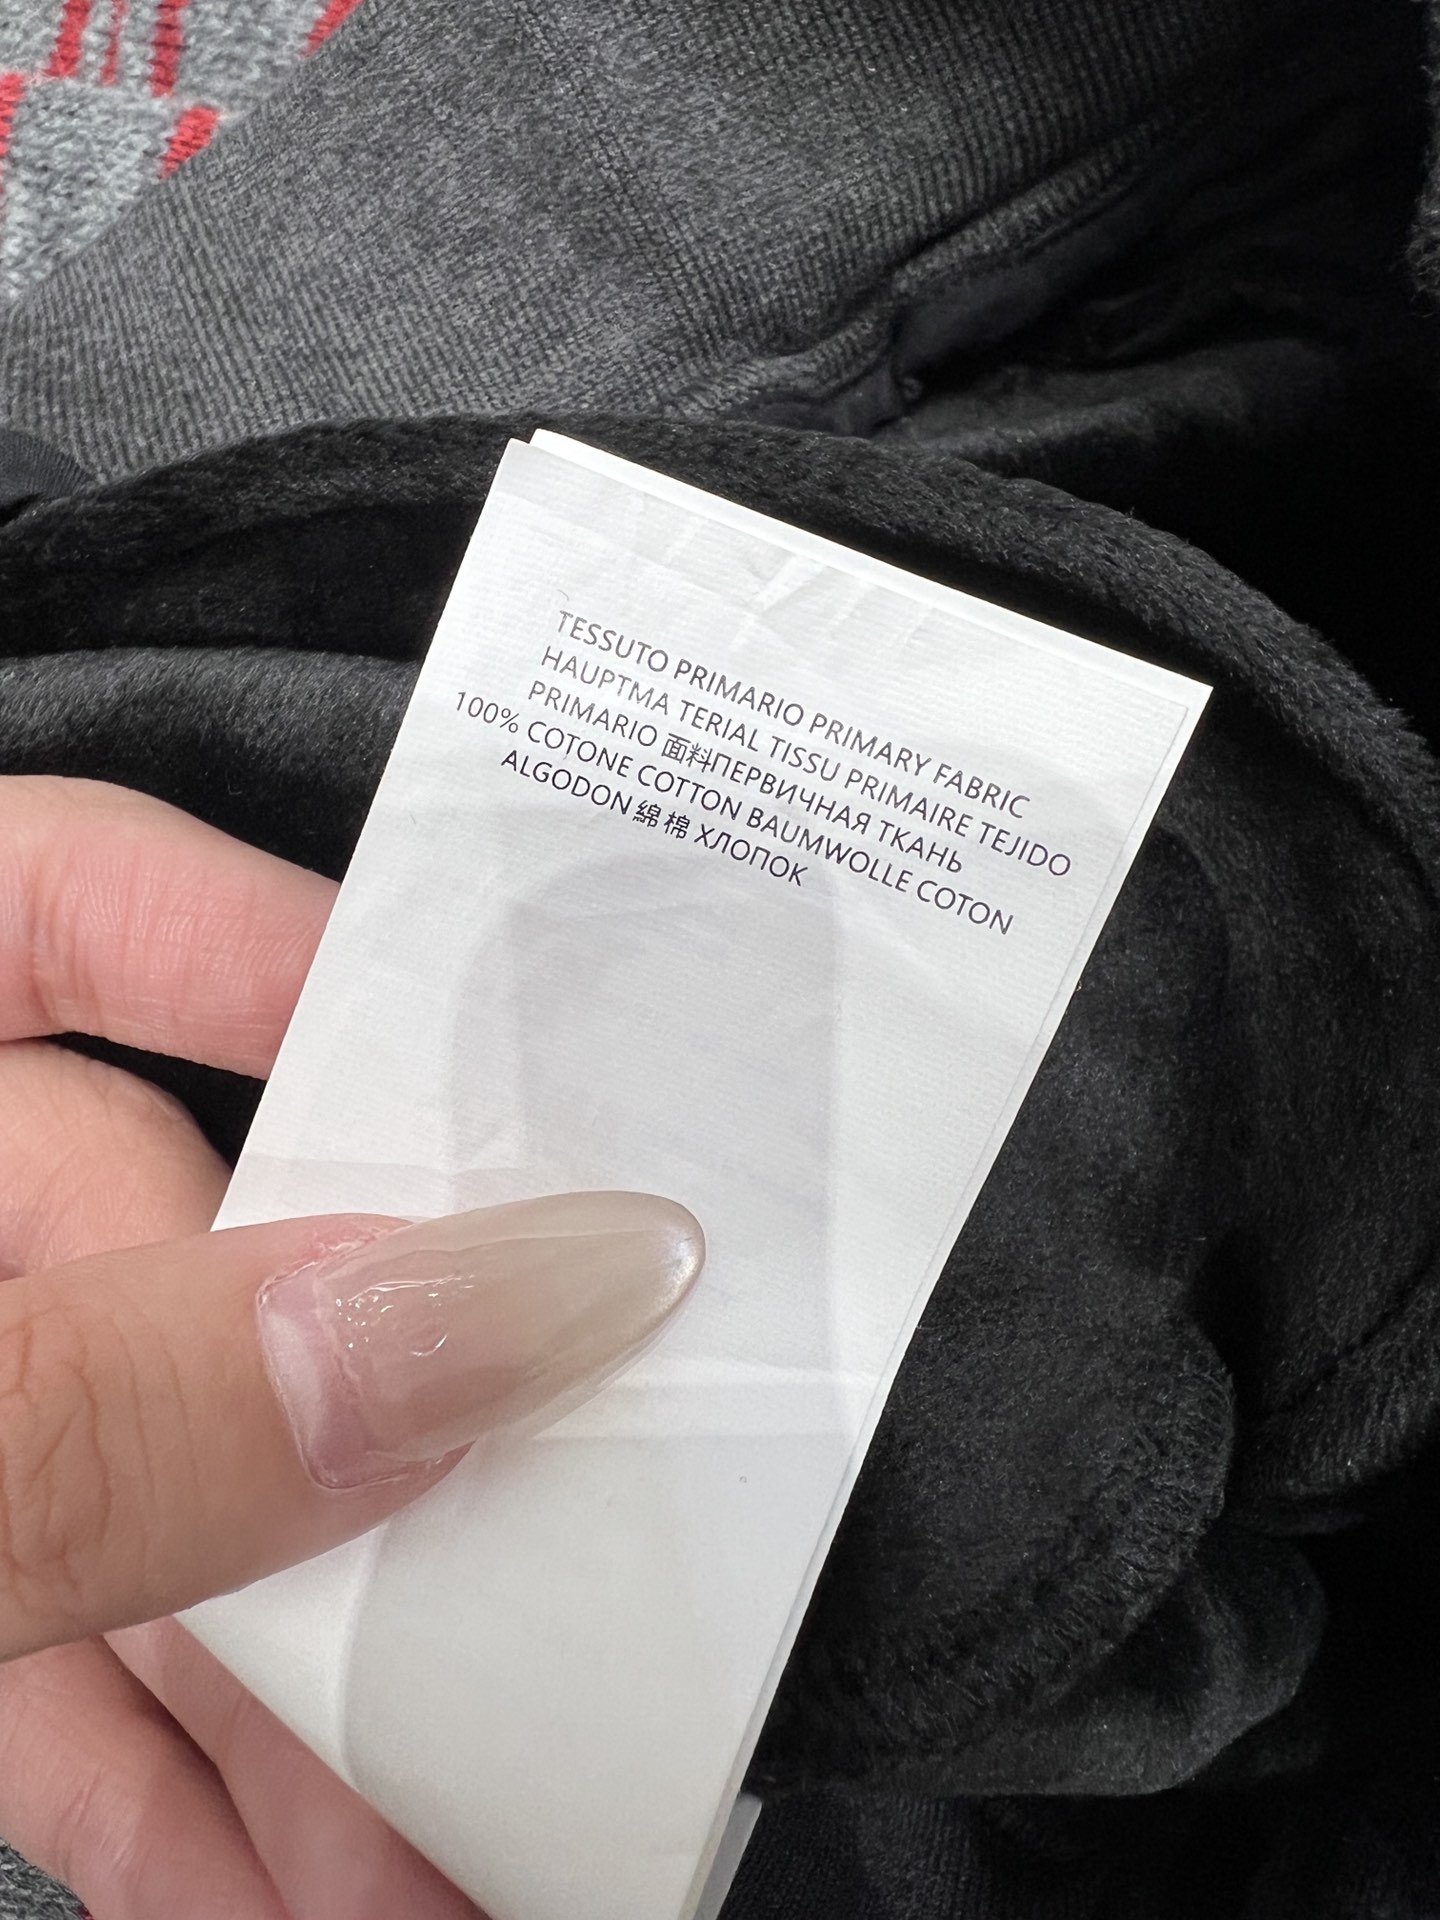 TESSUTO PRIMARIO PRIMARY FABRIC
HAUPTMA TERIAL TISSU PRIMAIRE TEJIDO
PRIMARIO 面料ПЕРВИЧНАЯ ТКАНЬ
100% COTONE COTTON BAUMWOLLE COTON
ALGODON 綿 棉 ХЛОПОК